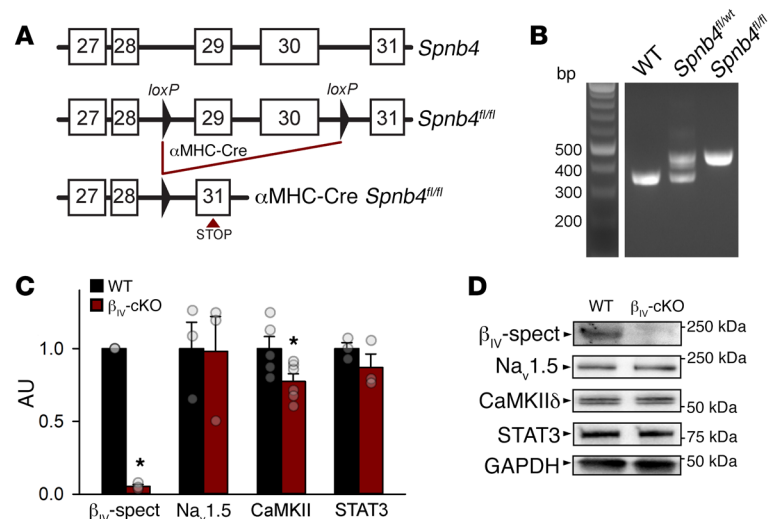 A
27 28 29 30 31 Spnb4
loxP loxP
27 28 29 30 31 Spnb4fl/fl
αMHC-Cre
27 28 31 αMHC-Cre Spnb4fl/fl
STOP
B
bp WT Spnb4fl/wt Spnb4fl/fl
500
400
300
200
C
WT
βIV-cKO
AU
1.0
0.5
0.0
* *
βIV-spect Nav1.5 CaMKII STAT3
D
WT βIV-cKO
βIV-spect 250 kDa
Nav1.5 250 kDa
CaMKIIδ 50 kDa
STAT3 75 kDa
GAPDH 50 kDa